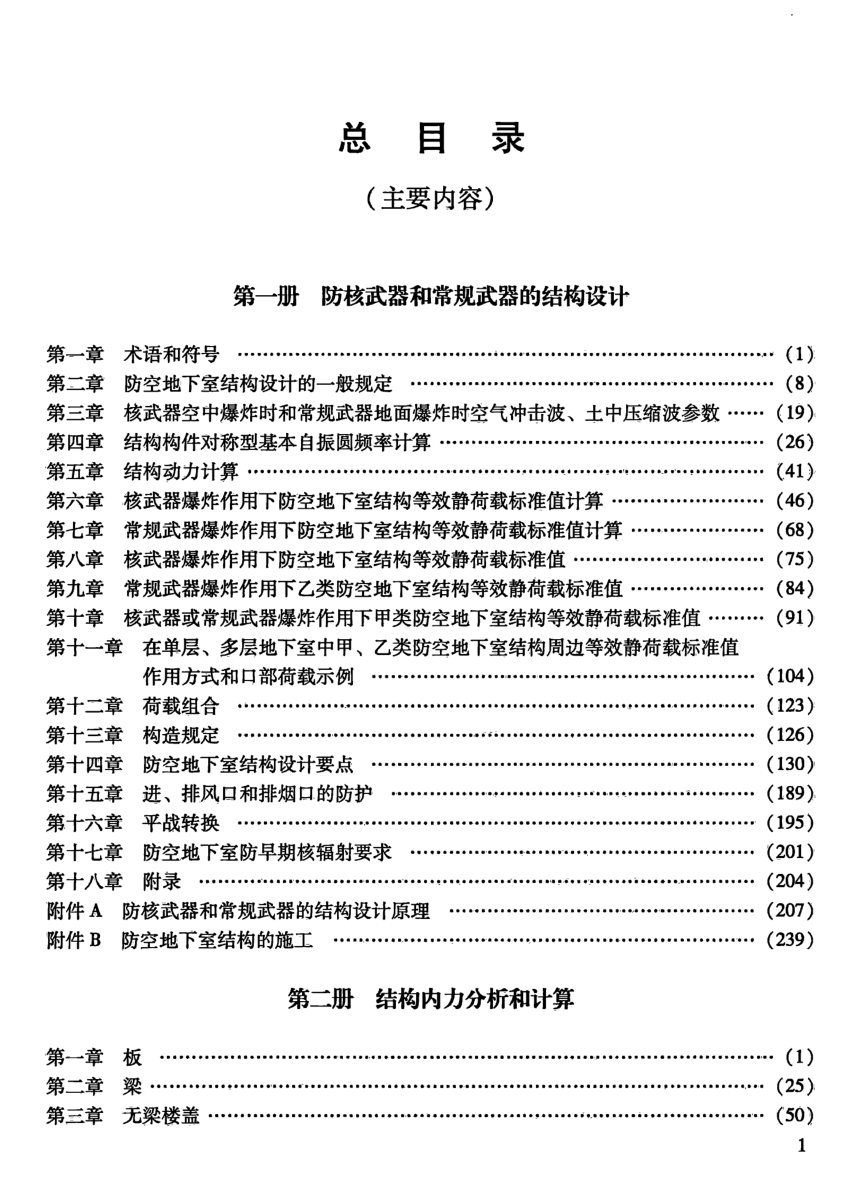 总 目 录
（主要内容）
第一册 防核武器和常规武器的结构设计
第一章 术语和符号 ……………………………………………… (1)
第二章 防空地下室结构设计的一般规定 ……………………………… (8)
第三章 核武器空中爆炸时和常规武器地面爆炸时空气冲击波、土中压缩波参数 …… (19)
第四章 结构构件对称型基本自振圆频率计算 …………………………… (26)
第五章 结构动力计算 ……………………………………………… (41)
第六章 核武器爆炸作用下防空地下室结构等效静荷载标准值计算 …………… (46)
第七章 常规武器爆炸作用下防空地下室结构等效静荷载标准值计算 ………… (68)
第八章 核武器爆炸作用下防空地下室结构等效静荷载标准值 ……………… (75)
第九章 常规武器爆炸作用下乙类防空地下室结构等效静荷载标准值 ………… (84)
第十章 核武器或常规武器爆炸作用下甲类防空地下室结构等效静荷载标准值 ……… (91)
第十一章 在单层、多层地下室中甲、乙类防空地下室结构周边等效静荷载标准值
作用方式和口部荷载示例 ………………………………… (104)
第十二章 荷载组合 ……………………………………………… (123)
第十三章 构造规定 ……………………………………………… (126)
第十四章 防空地下室结构设计要点 ………………………………… (130)
第十五章 进、排风口和排烟口的防护 ……………………………… (189)
第十六章 平战转换 ……………………………………………… (195)
第十七章 防空地下室防早期核辐射要求 …………………………… (201)
第十八章 附录 ………………………………………………… (204)
附件 A 防核武器和常规武器的结构设计原理 ………………………… (207)
附件 B 防空地下室结构的施工 …………………………………… (239)
第二册 结构内力分析和计算
第一章 板 ……………………………………………………… (1)
第二章 梁 ……………………………………………………… (25)
第三章 无梁楼盖 ………………………………………………… (50)
1